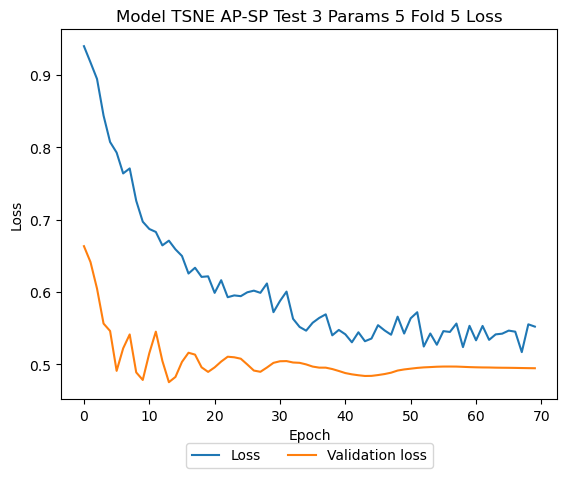 Model TSNE AP-SP Test 3 Params 5 Fold 5 Loss
Loss
0.9
0.8
0.7
0.6
0.5
0 10 20 30 40 50 60 70
Epoch
Loss Validation loss